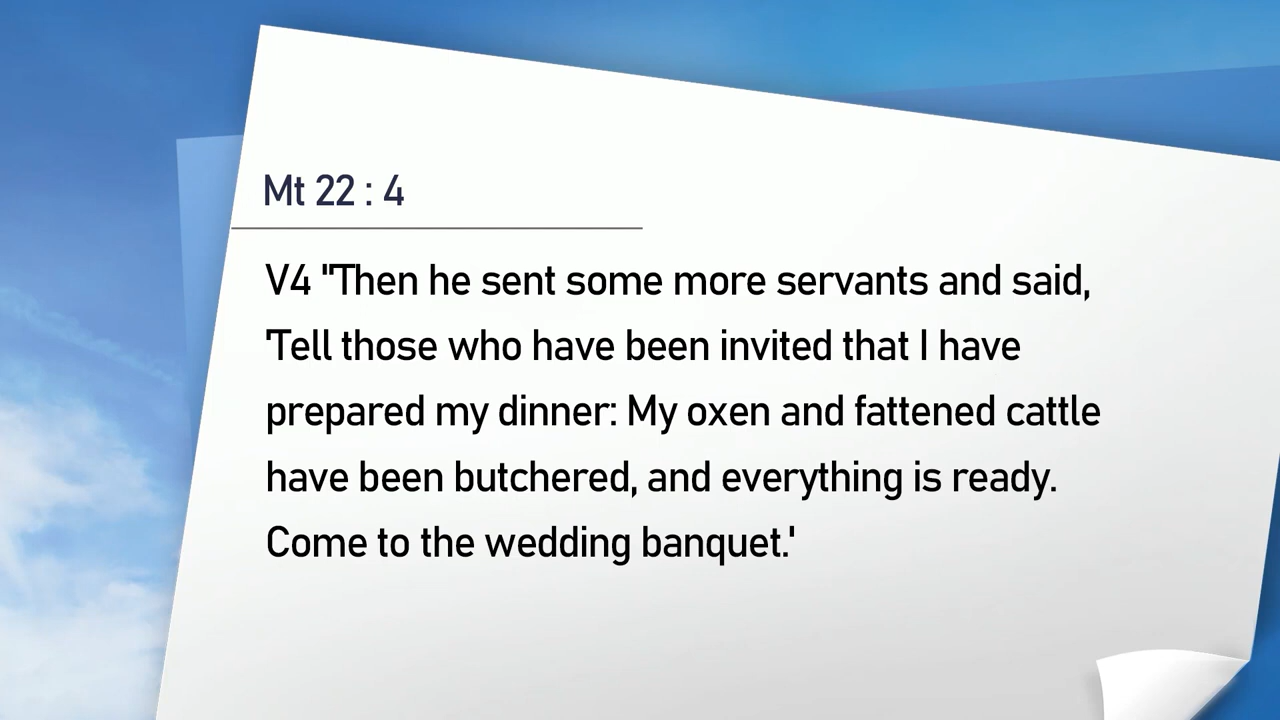 Mt 22 : 4
V4 "Then he sent some more servants and said,
'Tell those who have been invited that I have
prepared my dinner: My oxen and fattened cattle
have been butchered, and everything is ready.
Come to the wedding banquet.'